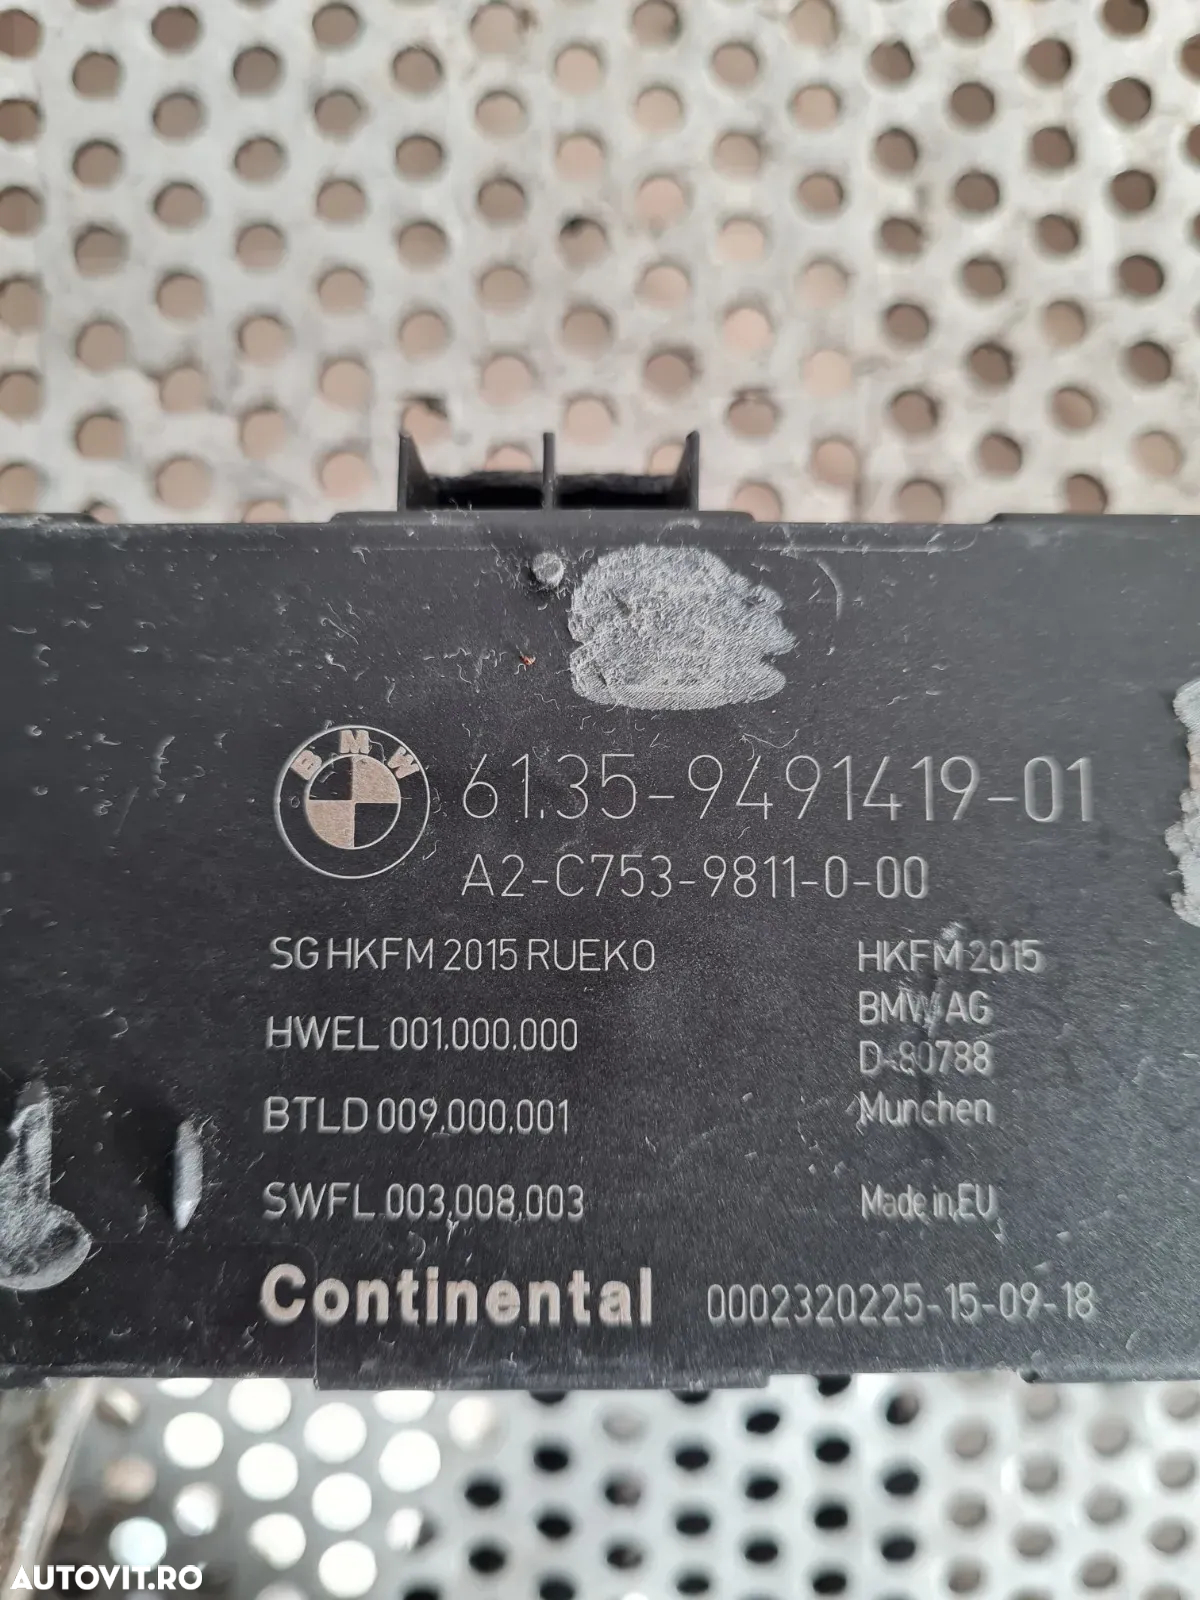 BMW
61.35-9491419-01
A2-C753-9811-0-00
SG HKFM 2015 RUEKO
HKFM 2015
BMW AG
HWEL 001.000.000
D-80788
BTLD 009.000.001
Munchen
SWFL 003.008.003
Made in EU
Continental
0002320225-15-09-18
AUTOVIT.RO